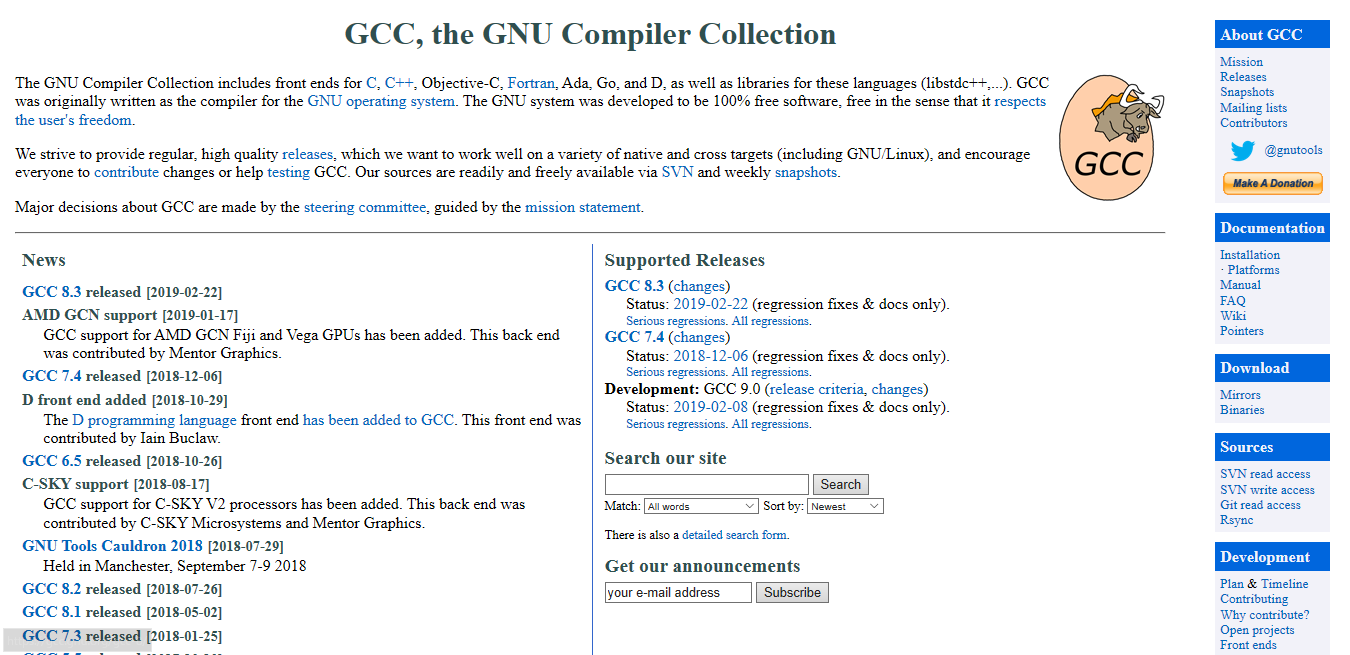 GCC, the GNU Compiler Collection
The GNU Compiler Collection includes front ends for C, C++, Objective-C, Fortran, Ada, Go, and D, as well as libraries for these languages (libstdc++,...). GCC
was originally written as the compiler for the GNU operating system. The GNU system was developed to be 100% free software, free in the sense that it respects
the user's freedom.
We strive to provide regular, high quality releases, which we want to work well on a variety of native and cross targets (including GNU/Linux), and encourage
everyone to contribute changes or help testing GCC. Our sources are readily and freely available via SVN and weekly snapshots.
Major decisions about GCC are made by the steering committee, guided by the mission statement.
GCC
News
GCC 8.3 released [2019-02-22]
AMD GCN support [2019-01-17]
GCC support for AMD GCN Fiji and Vega GPUs has been added. This back end
was contributed by Mentor Graphics.
GCC 7.4 released [2018-12-06]
D front end added [2018-10-29]
The D programming language front end has been added to GCC. This front end was
contributed by Iain Buclaw.
GCC 6.5 released [2018-10-26]
C-SKY support [2018-08-17]
GCC support for C-SKY V2 processors has been added. This back end was
contributed by C-SKY Microsystems and Mentor Graphics.
GNU Tools Cauldron 2018 [2018-07-29]
Held in Manchester, September 7-9 2018
GCC 8.2 released [2018-07-26]
GCC 8.1 released [2018-05-02]
GCC 7.3 released [2018-01-25]
Supported Releases
GCC 8.3 (changes)
Status: 2019-02-22 (regression fixes & docs only).
Serious regressions. All regressions.
GCC 7.4 (changes)
Status: 2018-12-06 (regression fixes & docs only).
Serious regressions. All regressions.
Development: GCC 9.0 (release criteria, changes)
Status: 2019-02-08 (regression fixes & docs only).
Serious regressions. All regressions.
Search our site
Search
Match: All words Sort by: Newest
There is also a detailed search form.
Get our announcements
your e-mail address Subscribe
About GCC
Mission
Releases
Snapshots
Mailing lists
Contributors
@gnutools
Make A Donation
Documentation
Installation
· Platforms
Manual
FAQ
Wiki
Pointers
Download
Mirrors
Binaries
Sources
SVN read access
SVN write access
Git read access
Rsync
Development
Plan & Timeline
Contributing
Why contribute?
Open projects
Front ends